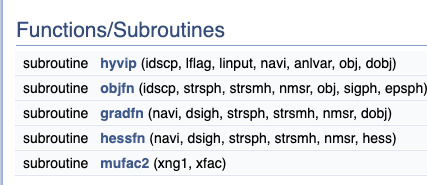 Functions/Subroutines
subroutine hyvip (idscp, lflag, linput, navi, anlvar, obj, dobj)
subroutine objfn (idscp, strsph, strsmh, nmsr, obj, sigph, epsph)
subroutine gradfn (navi, dsigh, strsph, strsmh, nmsr, dobj)
subroutine hessfn (navi, dsigh, strsph, strsmh, nmsr, hess)
subroutine mufac2 (xng1, xfac)